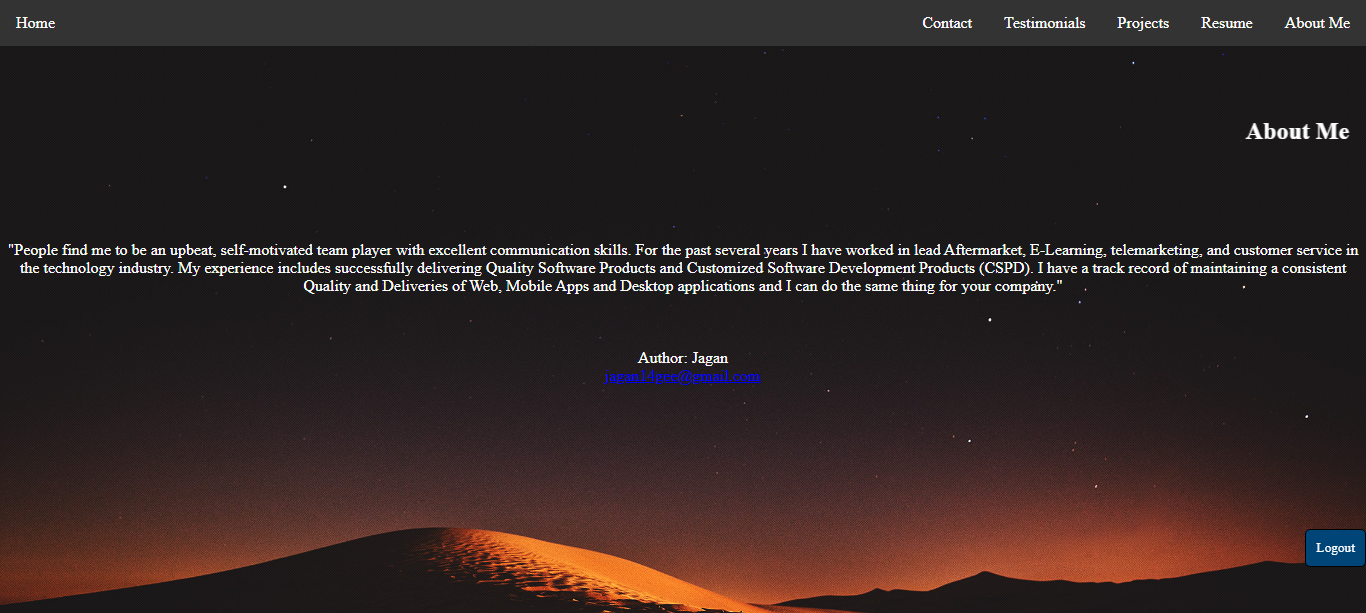 Home
Contact Testimonials Projects Resume About Me
About Me
"People find me to be an upbeat, self-motivated team player with excellent communication skills. For the past several years I have worked in lead Aftermarket, E-Learning, telemarketing, and customer service in
the technology industry. My experience includes successfully delivering Quality Software Products and Customized Software Development Products (CSPD). I have a track record of maintaining a consistent
Quality and Deliveries of Web, Mobile Apps and Desktop applications and I can do the same thing for your company."
Author: Jagan
Logout